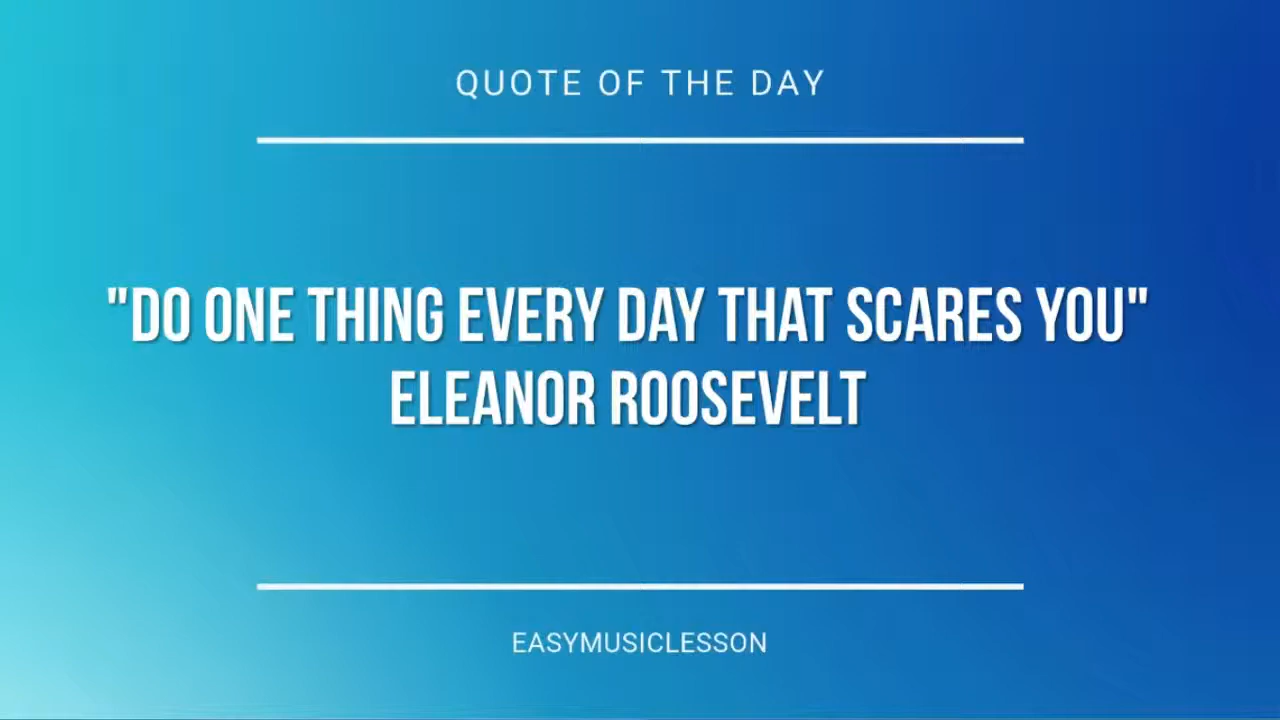 QUOTE OF THE DAY
"DO ONE THING EVERY DAY THAT SCARES YOU"
ELEANOR ROOSEVELT
EASYMUSICLESSON